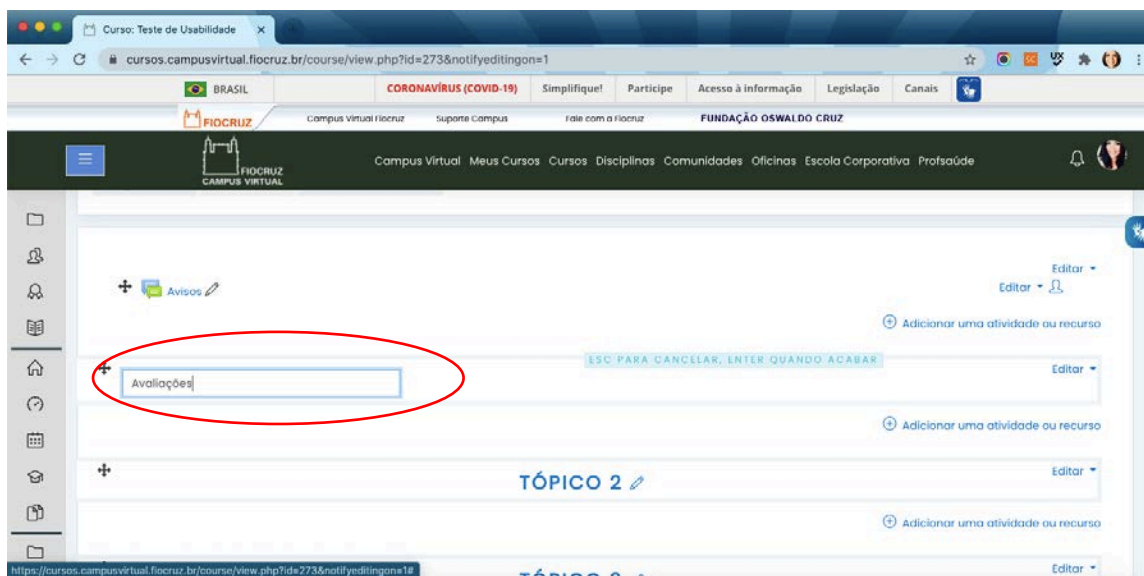 Curso: Teste de Usabilidade
cursos.campusvirtual.fiocruz.br/course/view.php?id=273&notifyeditingon=1
BRASIL CORONAVÍRUS (COVID-19) Simplifique! Participe Acesso à informação Legislação Canais
FIOCRUZ Campus Virtual Fiocruz Suporte Campus Fale com a Fiocruz FUNDAÇÃO OSWALDO CRUZ
FIOCRUZ
CAMPUS VIRTUAL
Campus Virtual Meus Cursos Cursos Disciplinas Comunidades Oficinas Escola Corporativa Profsaúde
Editar
Avisos Editar
Adicionar uma atividade ou recurso
ESC PARA CANCELAR, ENTER QUANDO ACABAR
Avaliações Editar
Adicionar uma atividade ou recurso
TÓPICO 2 Editar
Adicionar uma atividade ou recurso
TÓPICO 3 Editar
https://cursos.campusvirtual.fiocruz.br/course/view.php?id=273&notifyeditingon=1#